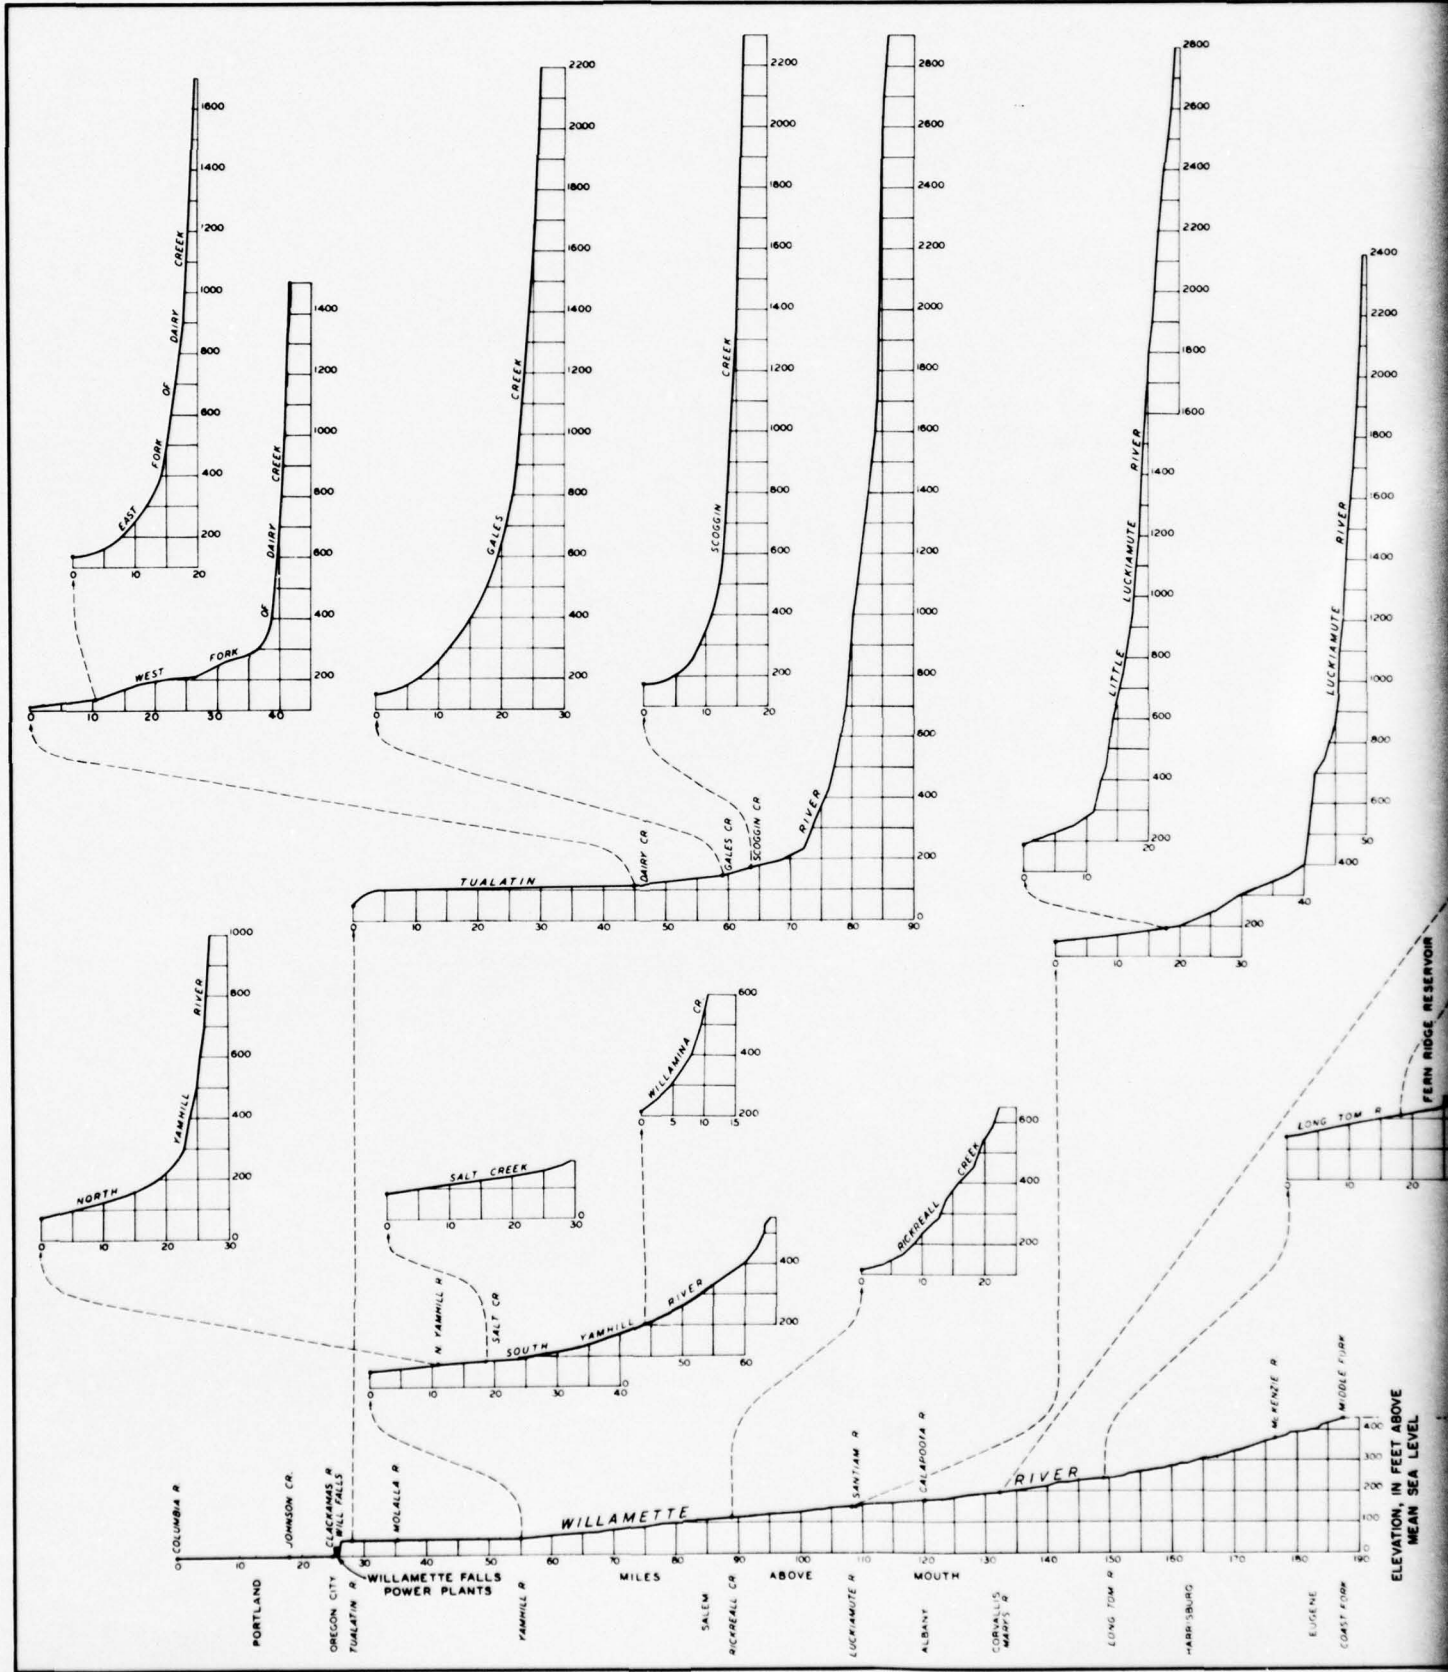 EAST FORK OF DAIRY CREEK
1600
1400
1200
1000
800
600
400
200
0 10 20
WEST FORK OF DAIRY CREEK
1400
1200
1000
800
600
400
200
0 10 20 30 40
GALES CREEK
2200
2000
1800
1600
1400
1200
1000
800
600
400
200
0 10 20 30
SCOGGIN CREEK
2200
2000
1800
1600
1400
1200
1000
800
600
400
200
0 10 20
TUALATIN RIVER
DAIRY CR.
GALES CR.
SCOGGIN CR.
2800
2600
2400
2200
2000
1800
1600
1400
1200
1000
800
600
400
200
0
0 10 20 30 40 50 60 70 80 90
LITTLE LUCKIAMUTE RIVER
2800
2600
2400
2200
2000
1800
1600
1400
1200
1000
800
600
400
200
0 10 20
LUCKIAMUTE RIVER
2400
2200
2000
1800
1600
1400
1200
1000
800
600
400
200
0 10 20 30 40 50
NORTH YAMHILL RIVER
1000
800
600
400
200
0
0 10 20 30
SALT CREEK
0
0 10 20 30
WILLAMINA CR.
600
400
200
0 5 10 15
SOUTH YAMHILL RIVER
N. YAMHILL R.
SALT CR.
400
200
0 10 20 30 40 50 60
RICKREALL CREEK
600
400
200
0 10 20
LONG TOM R.
FERN RIDGE RESERVOIR
0 10 20
WILLAMETTE RIVER
COLUMBIA R.
JOHNSON CR.
CLACKAMAS R.
WILL. FALLS
MOLALLA R.
SANTIAM R.
CALAPOOIA R.
McKENZIE R.
MIDDLE FORK
400
300
200
100
0
0 10 20 30 40 50 60 70 80 90 100 110 120 130 140 150 160 170 180 190
ELEVATION, IN FEET ABOVE
MEAN SEA LEVEL
WILLAMETTE FALLS
POWER PLANTS
MILES ABOVE MOUTH
PORTLAND
OREGON CITY
TUALATIN R.
YAMHILL R.
SALEM
RICKREALL CR.
LUCKIAMUTE R.
ALBANY
CORVALLIS
MARYS R.
LONG TOM R.
HARRISBURG
EUGENE
COAST FORK